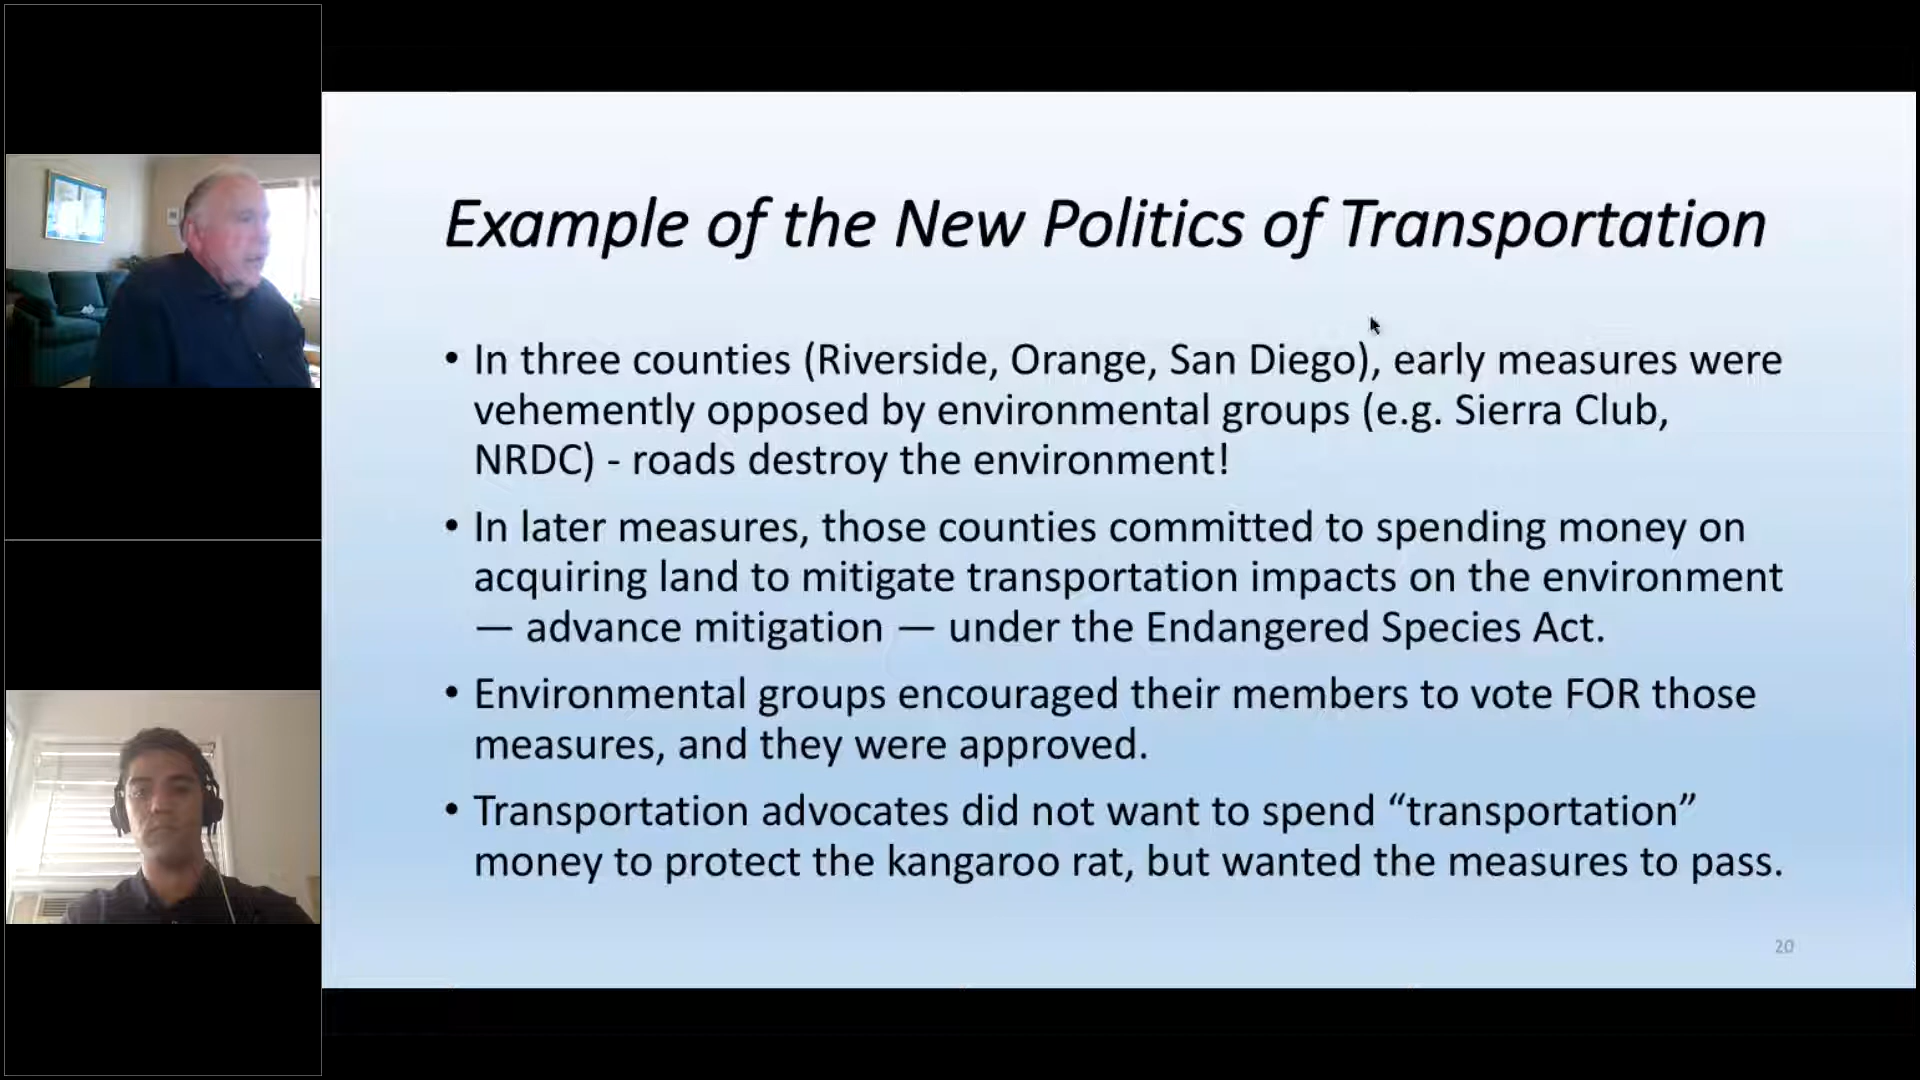 Example of the New Politics of Transportation
• In three counties (Riverside, Orange, San Diego), early measures were
vehemently opposed by environmental groups (e.g. Sierra Club,
NRDC) - roads destroy the environment!
• In later measures, those counties committed to spending money on
acquiring land to mitigate transportation impacts on the environment
— advance mitigation — under the Endangered Species Act.
• Environmental groups encouraged their members to vote FOR those
measures, and they were approved.
• Transportation advocates did not want to spend “transportation”
money to protect the kangaroo rat, but wanted the measures to pass.
20